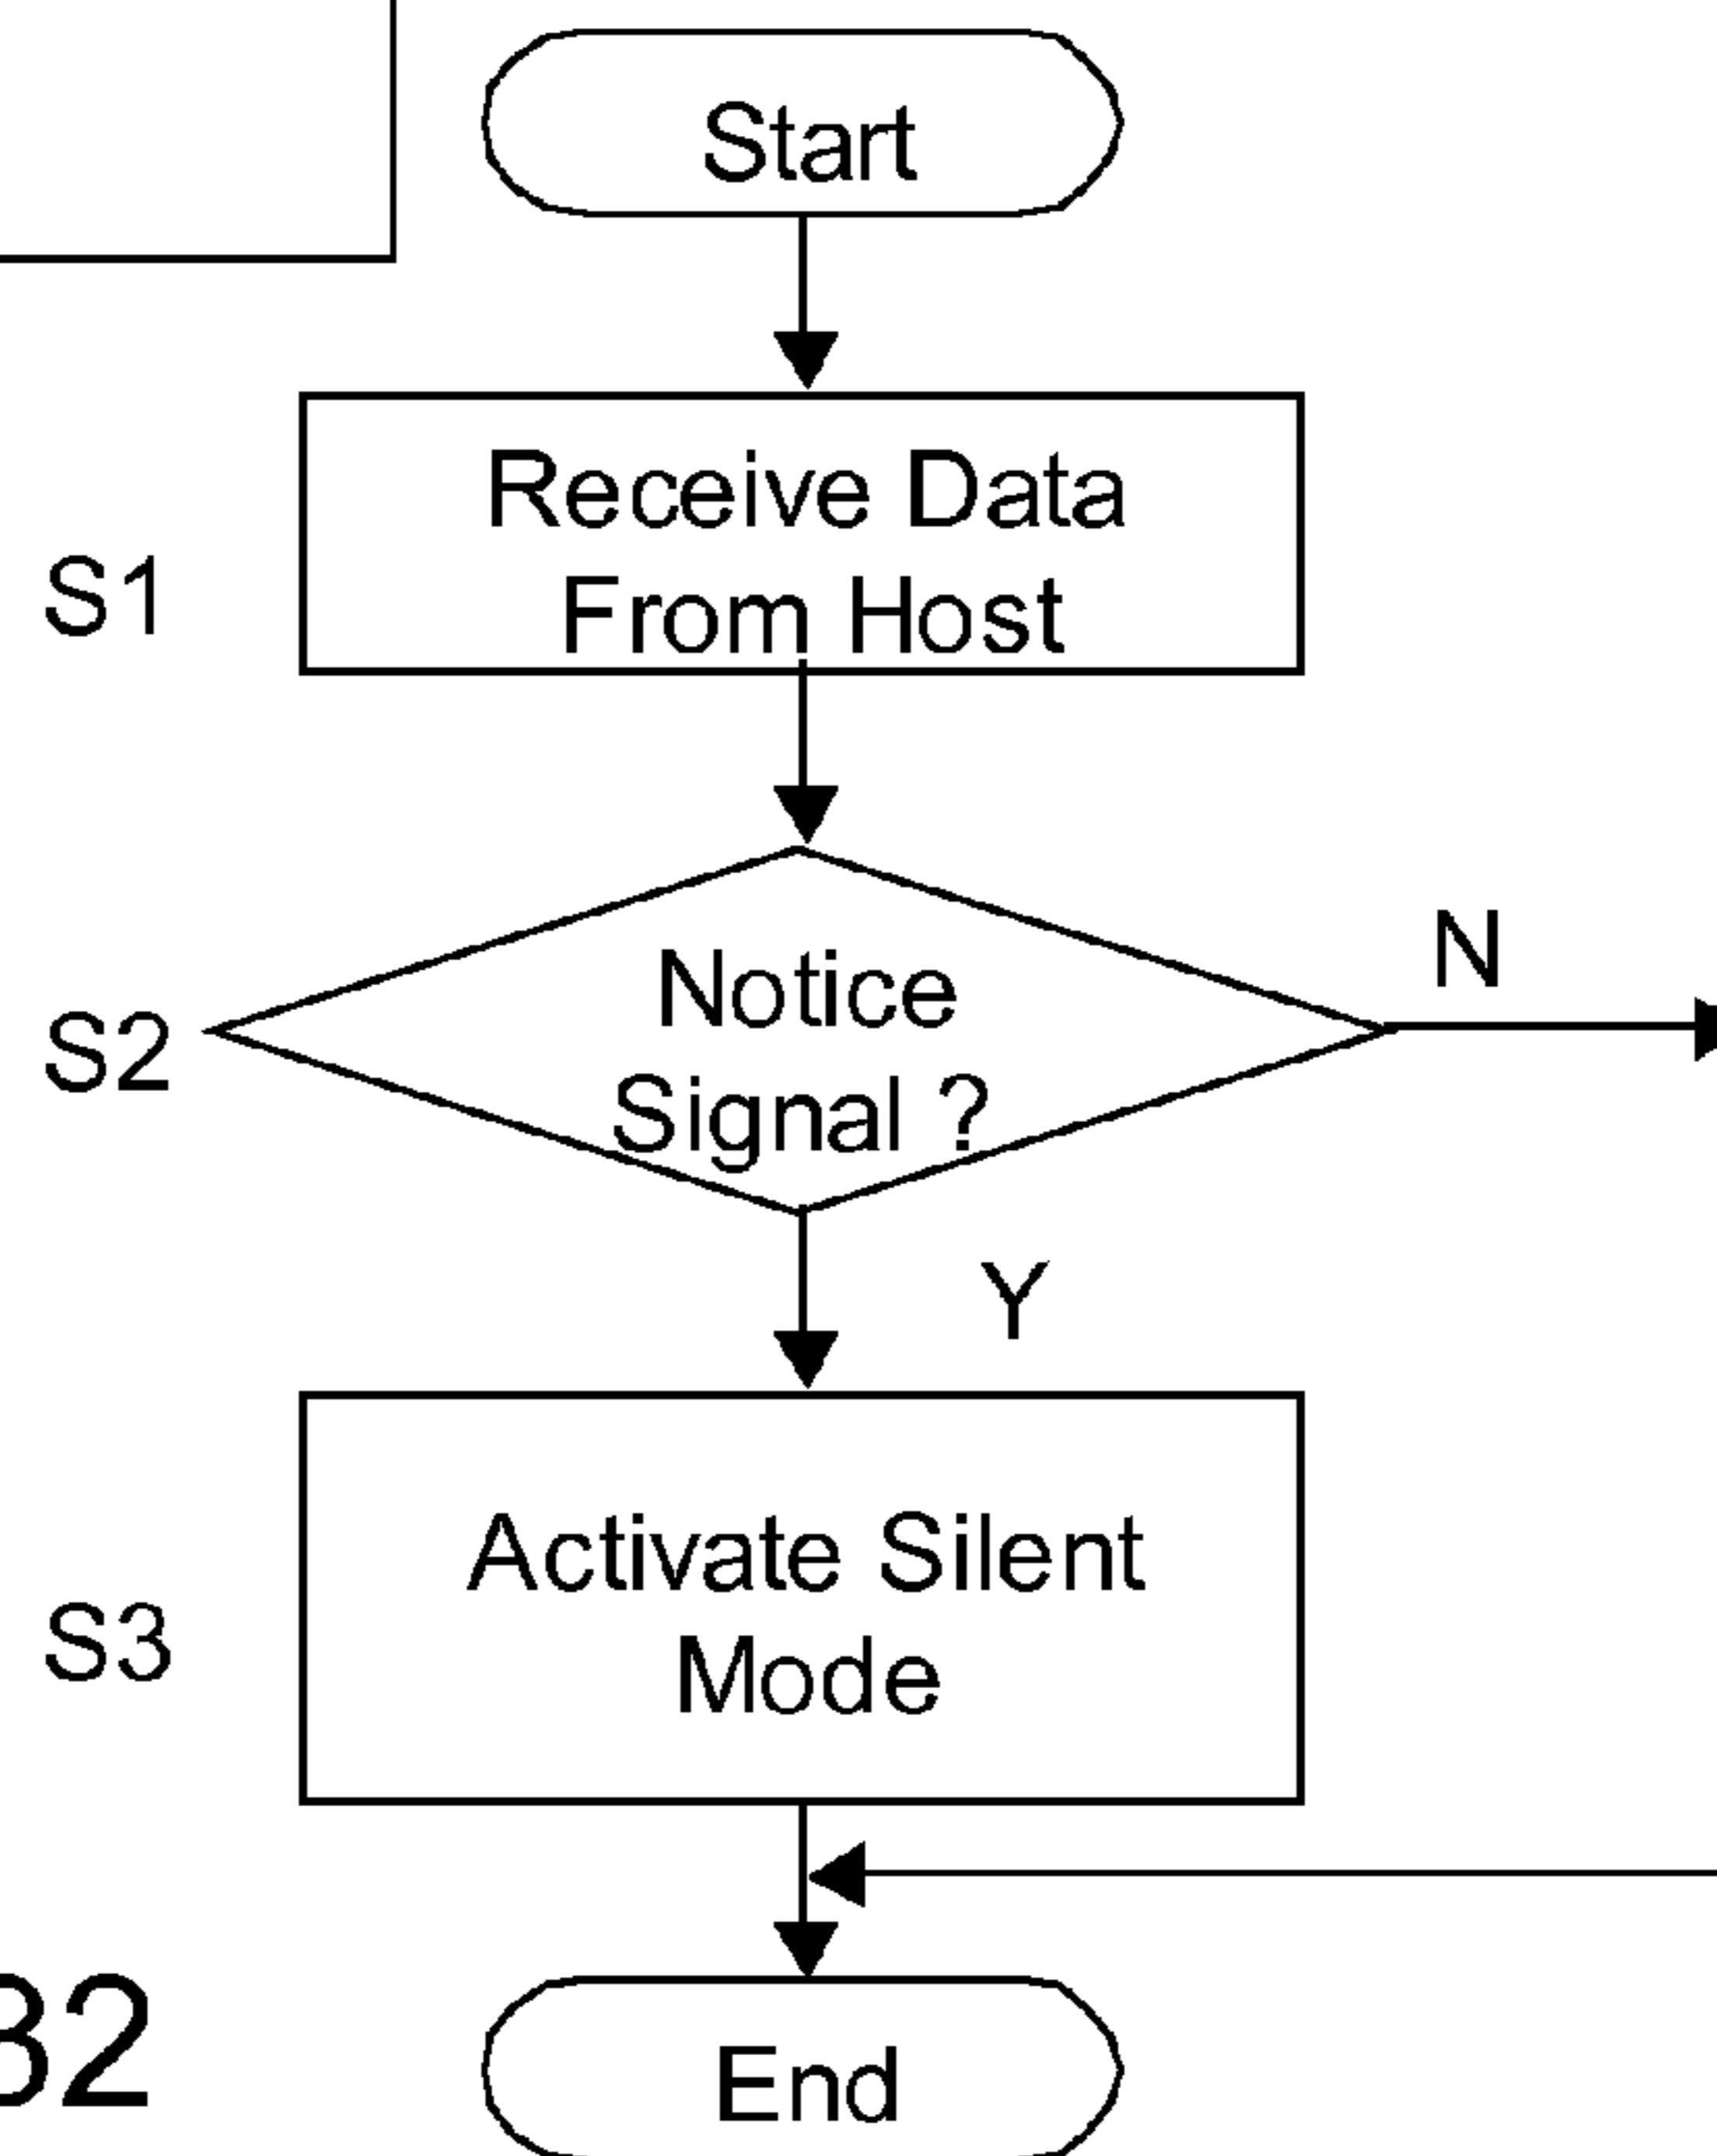 Start
Receive Data
From Host
S1
Notice
Signal ?
N
S2
Y
Activate Silent
Mode
S3
End